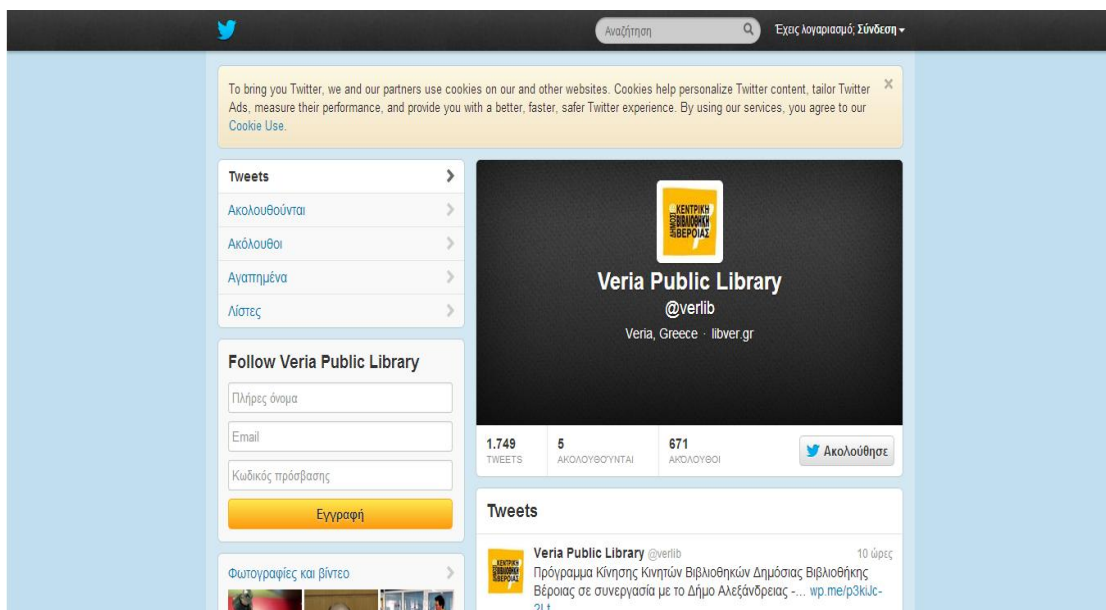 Αναζήτηση
Έχεις λογαριασμό; Σύνδεση
To bring you Twitter, we and our partners use cookies on our and other websites. Cookies help personalize Twitter content, tailor Twitter
Ads, measure their performance, and provide you with a better, faster, safer Twitter experience. By using our services, you agree to our
Cookie Use.
Tweets
Ακολουθούνται
Ακόλουθοι
Αγαπημένα
Λίστες
Follow Veria Public Library
Πλήρες όνομα
Email
Κωδικός πρόσβασης
Εγγραφή
Φωτογραφίες και βίντεο
ΔΗΜΟΣΙΑ
ΚΕΝΤΡΙΚΗ
ΒΙΒΛΙΟΘΗΚΗ
ΒΕΡΟΙΑΣ
Veria Public Library
@verlib
Veria, Greece · libver.gr
1.749
TWEETS
5
ΑΚΟΛΟΥΘΟΎΝΤΑΙ
671
ΑΚΌΛΟΥΘΟΙ
Ακολούθησε
Tweets
Veria Public Library @verlib
10 ώρες
Πρόγραμμα Κίνησης Κινητών Βιβλιοθηκών Δημόσιας Βιβλιοθήκης
Βέροιας σε συνεργασία με το Δήμο Αλεξάνδρειας -... wp.me/p3kiJc-